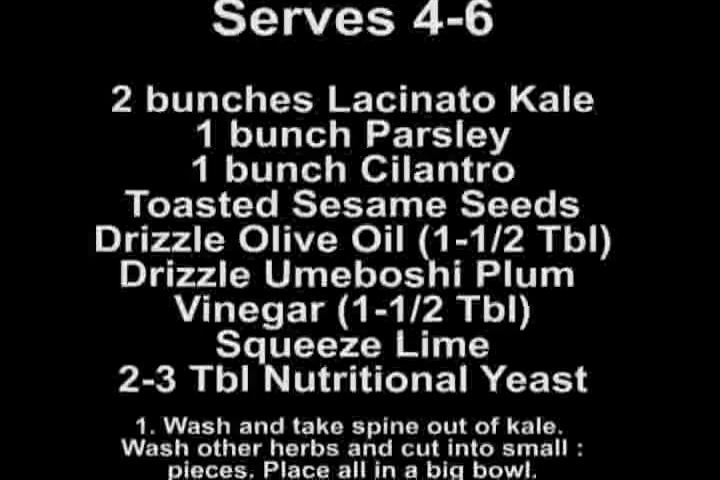 Serves 4-6
2 bunches Lacinato Kale
1 bunch Parsley
1 bunch Cilantro
Toasted Sesame Seeds
Drizzle Olive Oil (1-1/2 Tbl)
Drizzle Umeboshi Plum
Vinegar (1-1/2 Tbl)
Squeeze Lime
2-3 Tbl Nutritional Yeast
1. Wash and take spine out of kale.
Wash other herbs and cut into small :
pieces. Place all in a big bowl.